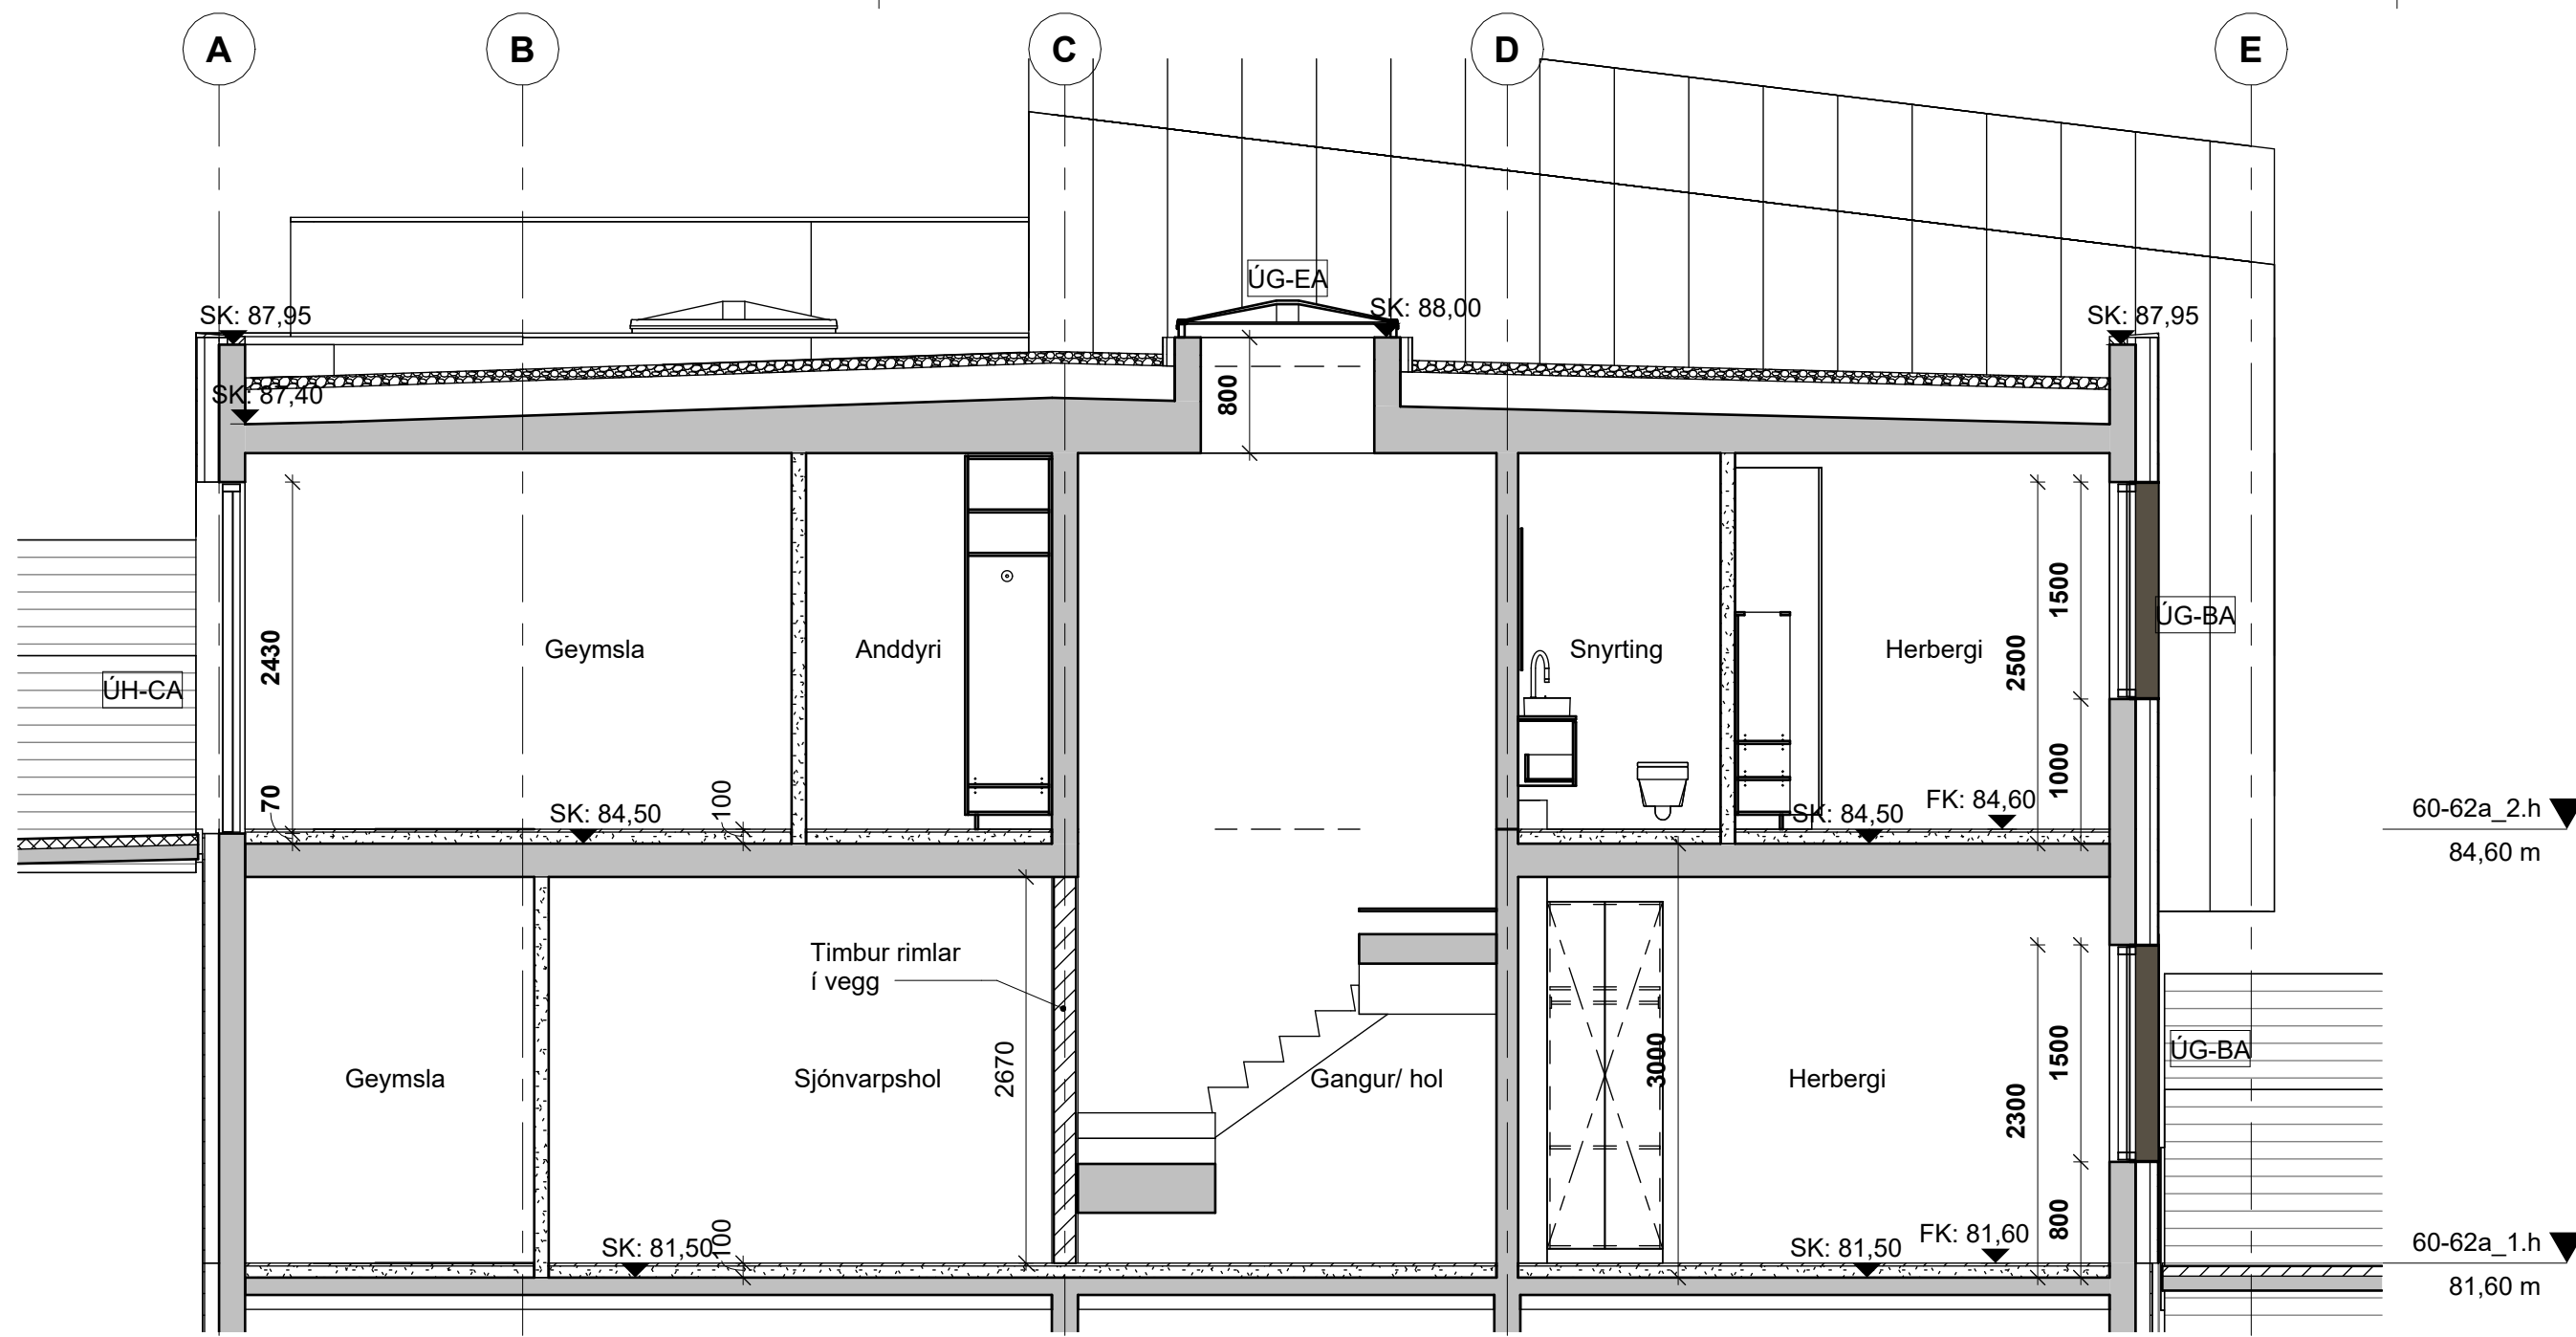 A
B
C
D
E
ÚG-EA
SK: 87,95
SK: 88,00
SK: 87,95
SK: 87,40
800
2430
70
Geymsla
Anddyri
Snyrting
Herbergi
1500
2500
1000
ÚG-BA
ÚH-CA
SK: 84,50
100
SK: 84,50
FK: 84,60
60-62a_2.h
84,60 m
Timbur rimlar
í vegg
2670
Geymsla
Sjónvarpshol
Gangur/ hol
3000
Herbergi
1500
2300
800
ÚG-BA
SK: 81,50
100
SK: 81,50
FK: 81,60
60-62a_1.h
81,60 m